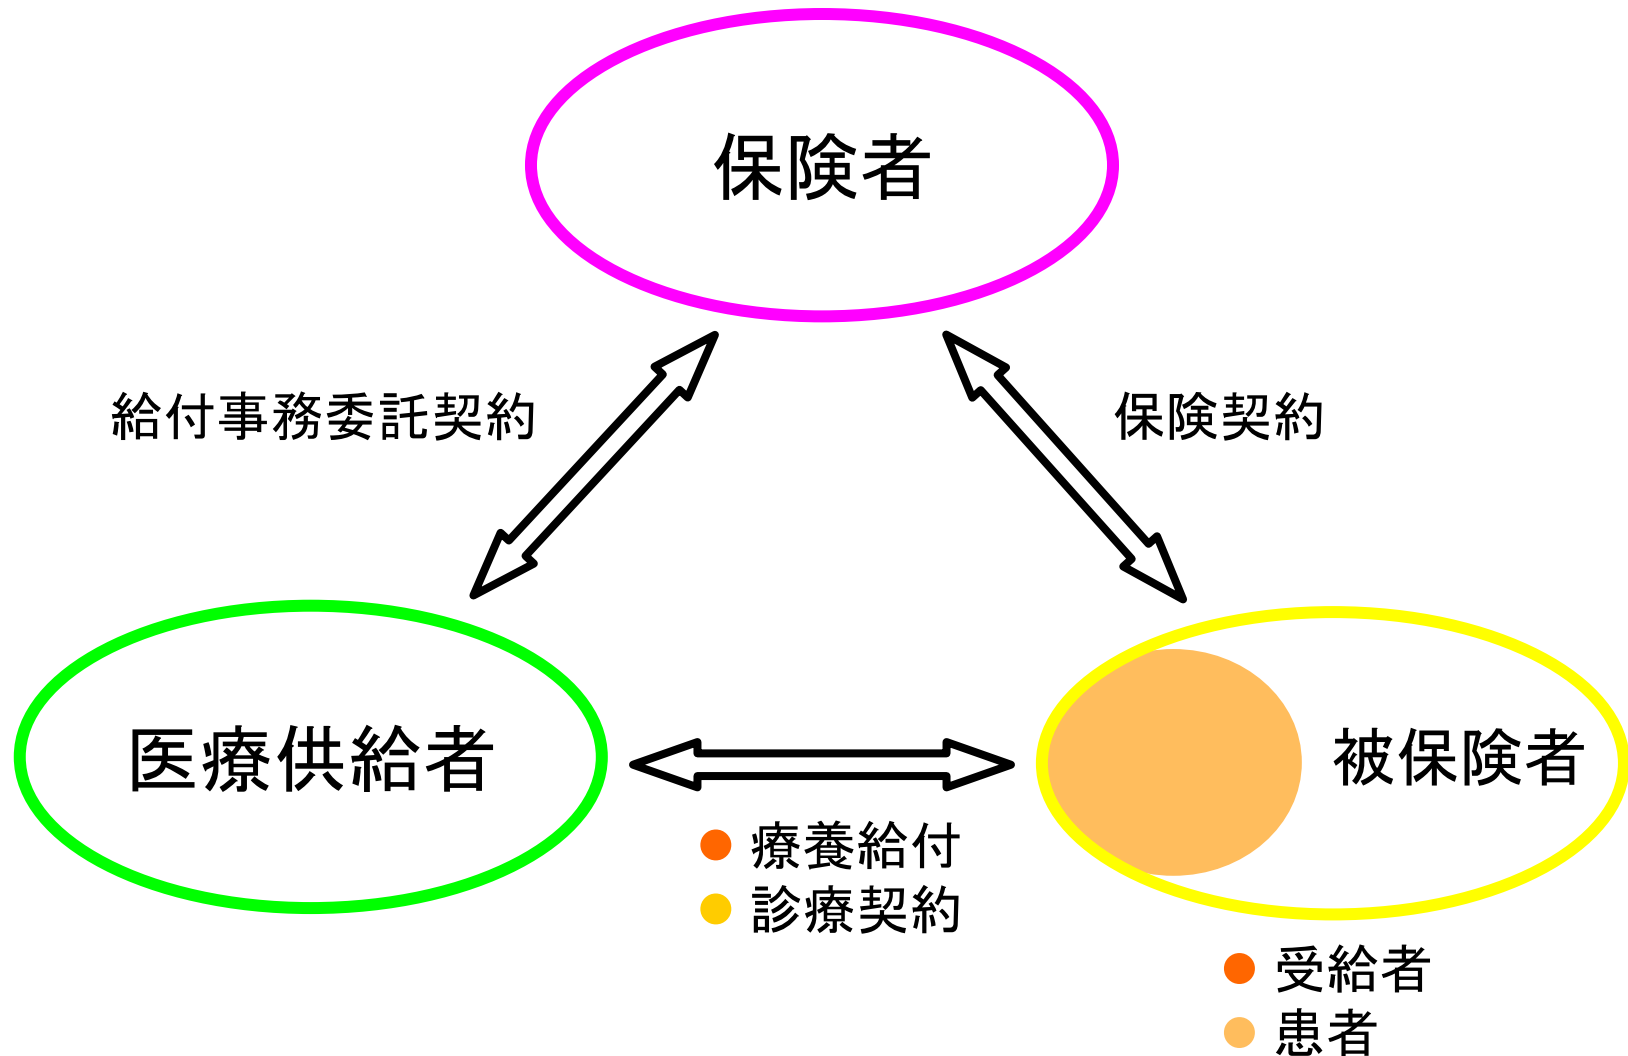 保険者
給付事務委託契約
保険契約
医療供給者
被保険者
療養給付
診療契約
受給者
患者